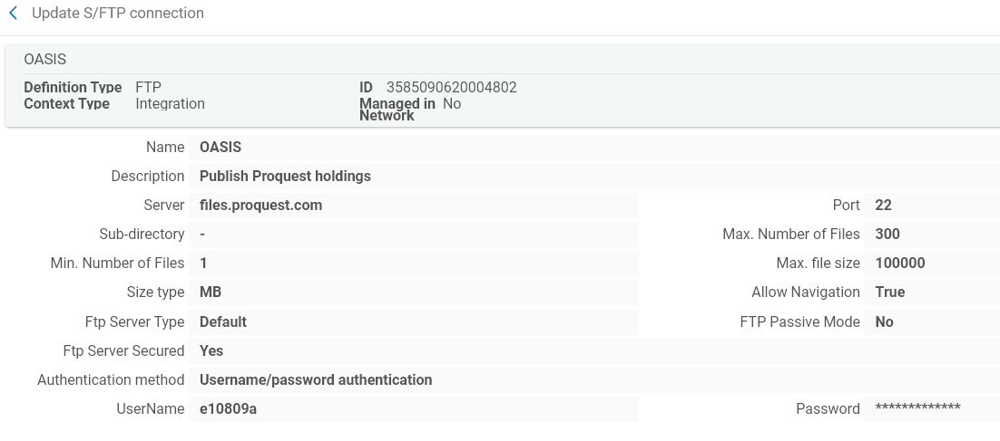 Update S/FTP connection
OASIS
Definition Type FTP ID 3585090620004802
Context Type Integration Managed in Network No
Name OASIS
Description Publish Proquest holdings
Server files.proquest.com Port 22
Sub-directory - Max. Number of Files 300
Min. Number of Files 1 Max. file size 100000
Size type MB Allow Navigation True
Ftp Server Type Default FTP Passive Mode No
Ftp Server Secured Yes
Authentication method Username/password authentication
UserName e10809a Password *************